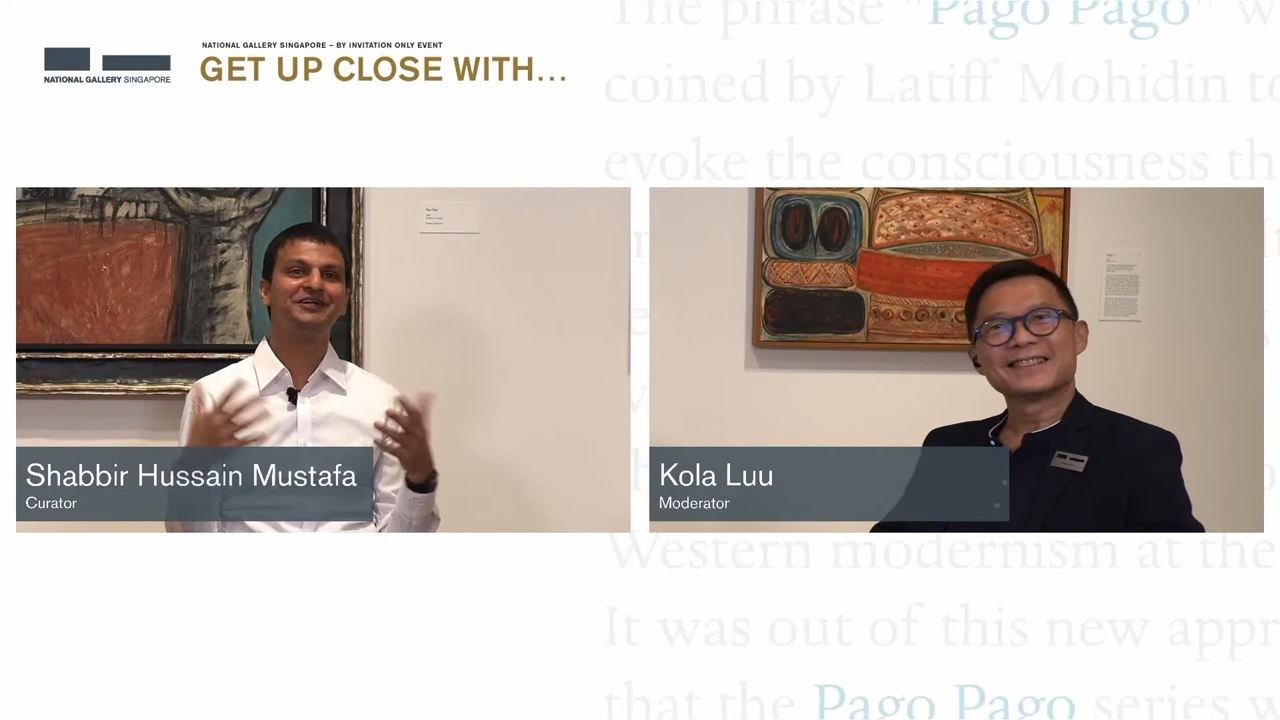 NATIONAL GALLERY SINGAPORE
NATIONAL GALLERY SINGAPORE – BY INVITATION ONLY EVENT
GET UP CLOSE WITH...
The phrase "Pago Pago" w
coined by Latiff Mohidin to
evoke the consciousness th
Shabbir Hussain Mustafa
Curator
Kola Luu
Moderator
Western modernism at the
It was out of this new appr
that the Pago Pago series w